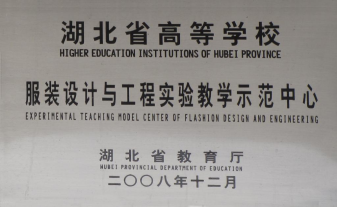 湖北省高等学校
HIGHER EDUCATION INSTITUTIONS OF HUBEI PROVINCE
服装设计与工程实验教学示范中心
EXPERIMENTAL TEACHING MODEL CENTER OF FLASHION DESIGN AND ENGINEERING
湖北省教育厅
HUBEI PROVINCIAL DEPARTMENT OF EDUCATION
二〇〇八年十二月